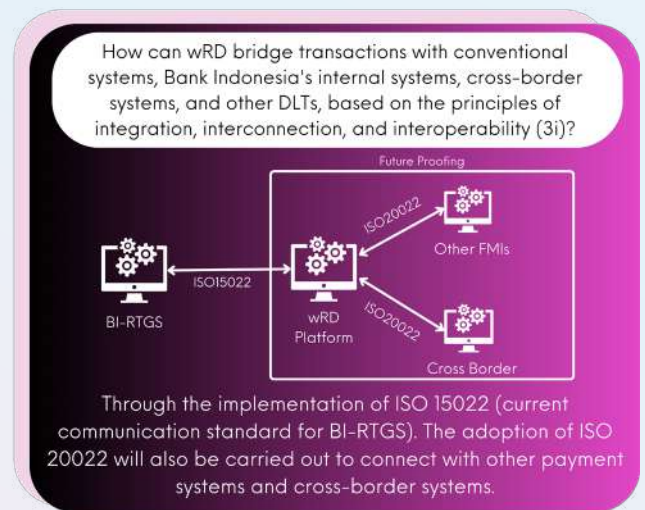 How can wRD bridge transactions with conventional
systems, Bank Indonesia's internal systems, cross-border
systems, and other DLTs, based on the principles of
integration, interconnection, and interoperability (3i)?
Future Proofing
ISO20022
Other FMIs
ISO15022
BI-RTGS
wRD
Platform
ISO20022
Cross Border
Through the implementation of ISO 15022 (current
communication standard for BI-RTGS). The adoption of ISO
20022 will also be carried out to connect with other payment
systems and cross-border systems.